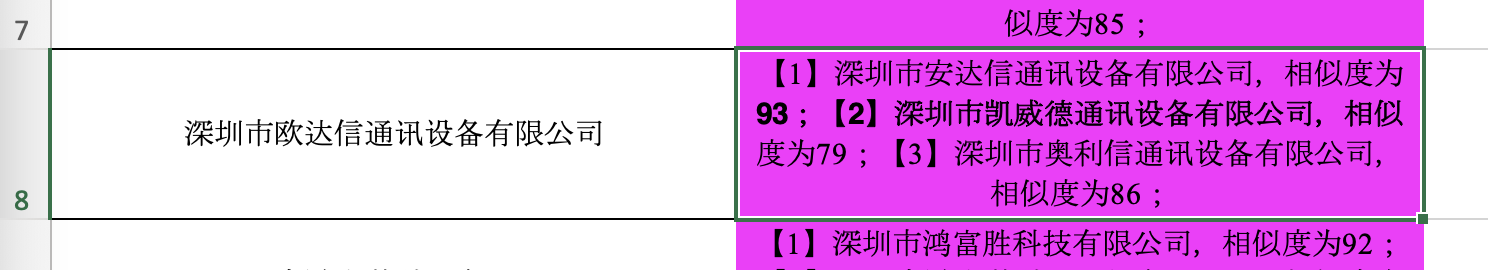 7
似度为85；
8
深圳市欧达信通讯设备有限公司
【1】深圳市安达信通讯设备有限公司，相似度为
93；【2】深圳市凯威德通讯设备有限公司，相似
度为79；【3】深圳市奥利信通讯设备有限公司，
相似度为86；
【1】深圳市鸿富胜科技有限公司，相似度为92；